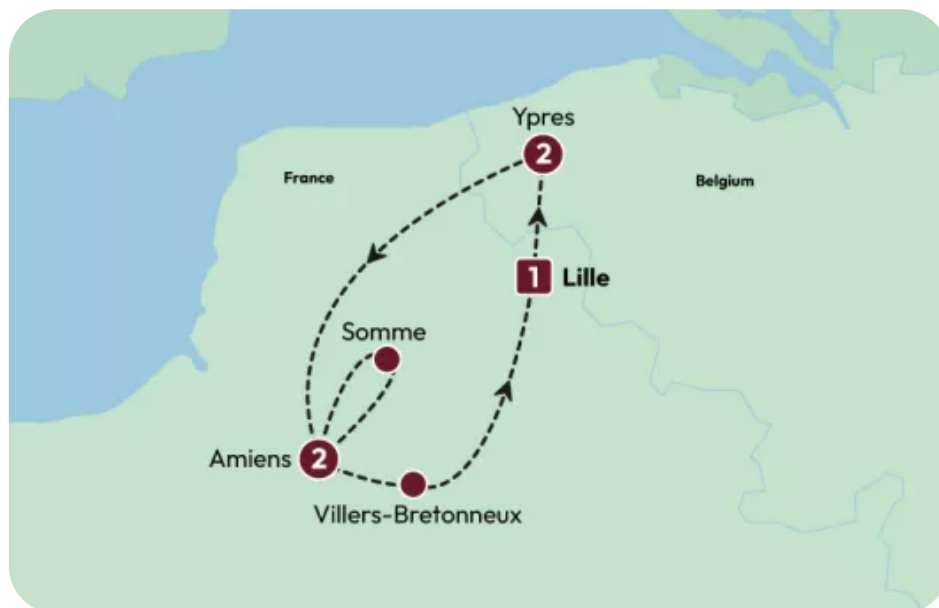 Ypres
2
France
Belgium
1 Lille
Somme
Amiens 2
Villers-Bretonneux